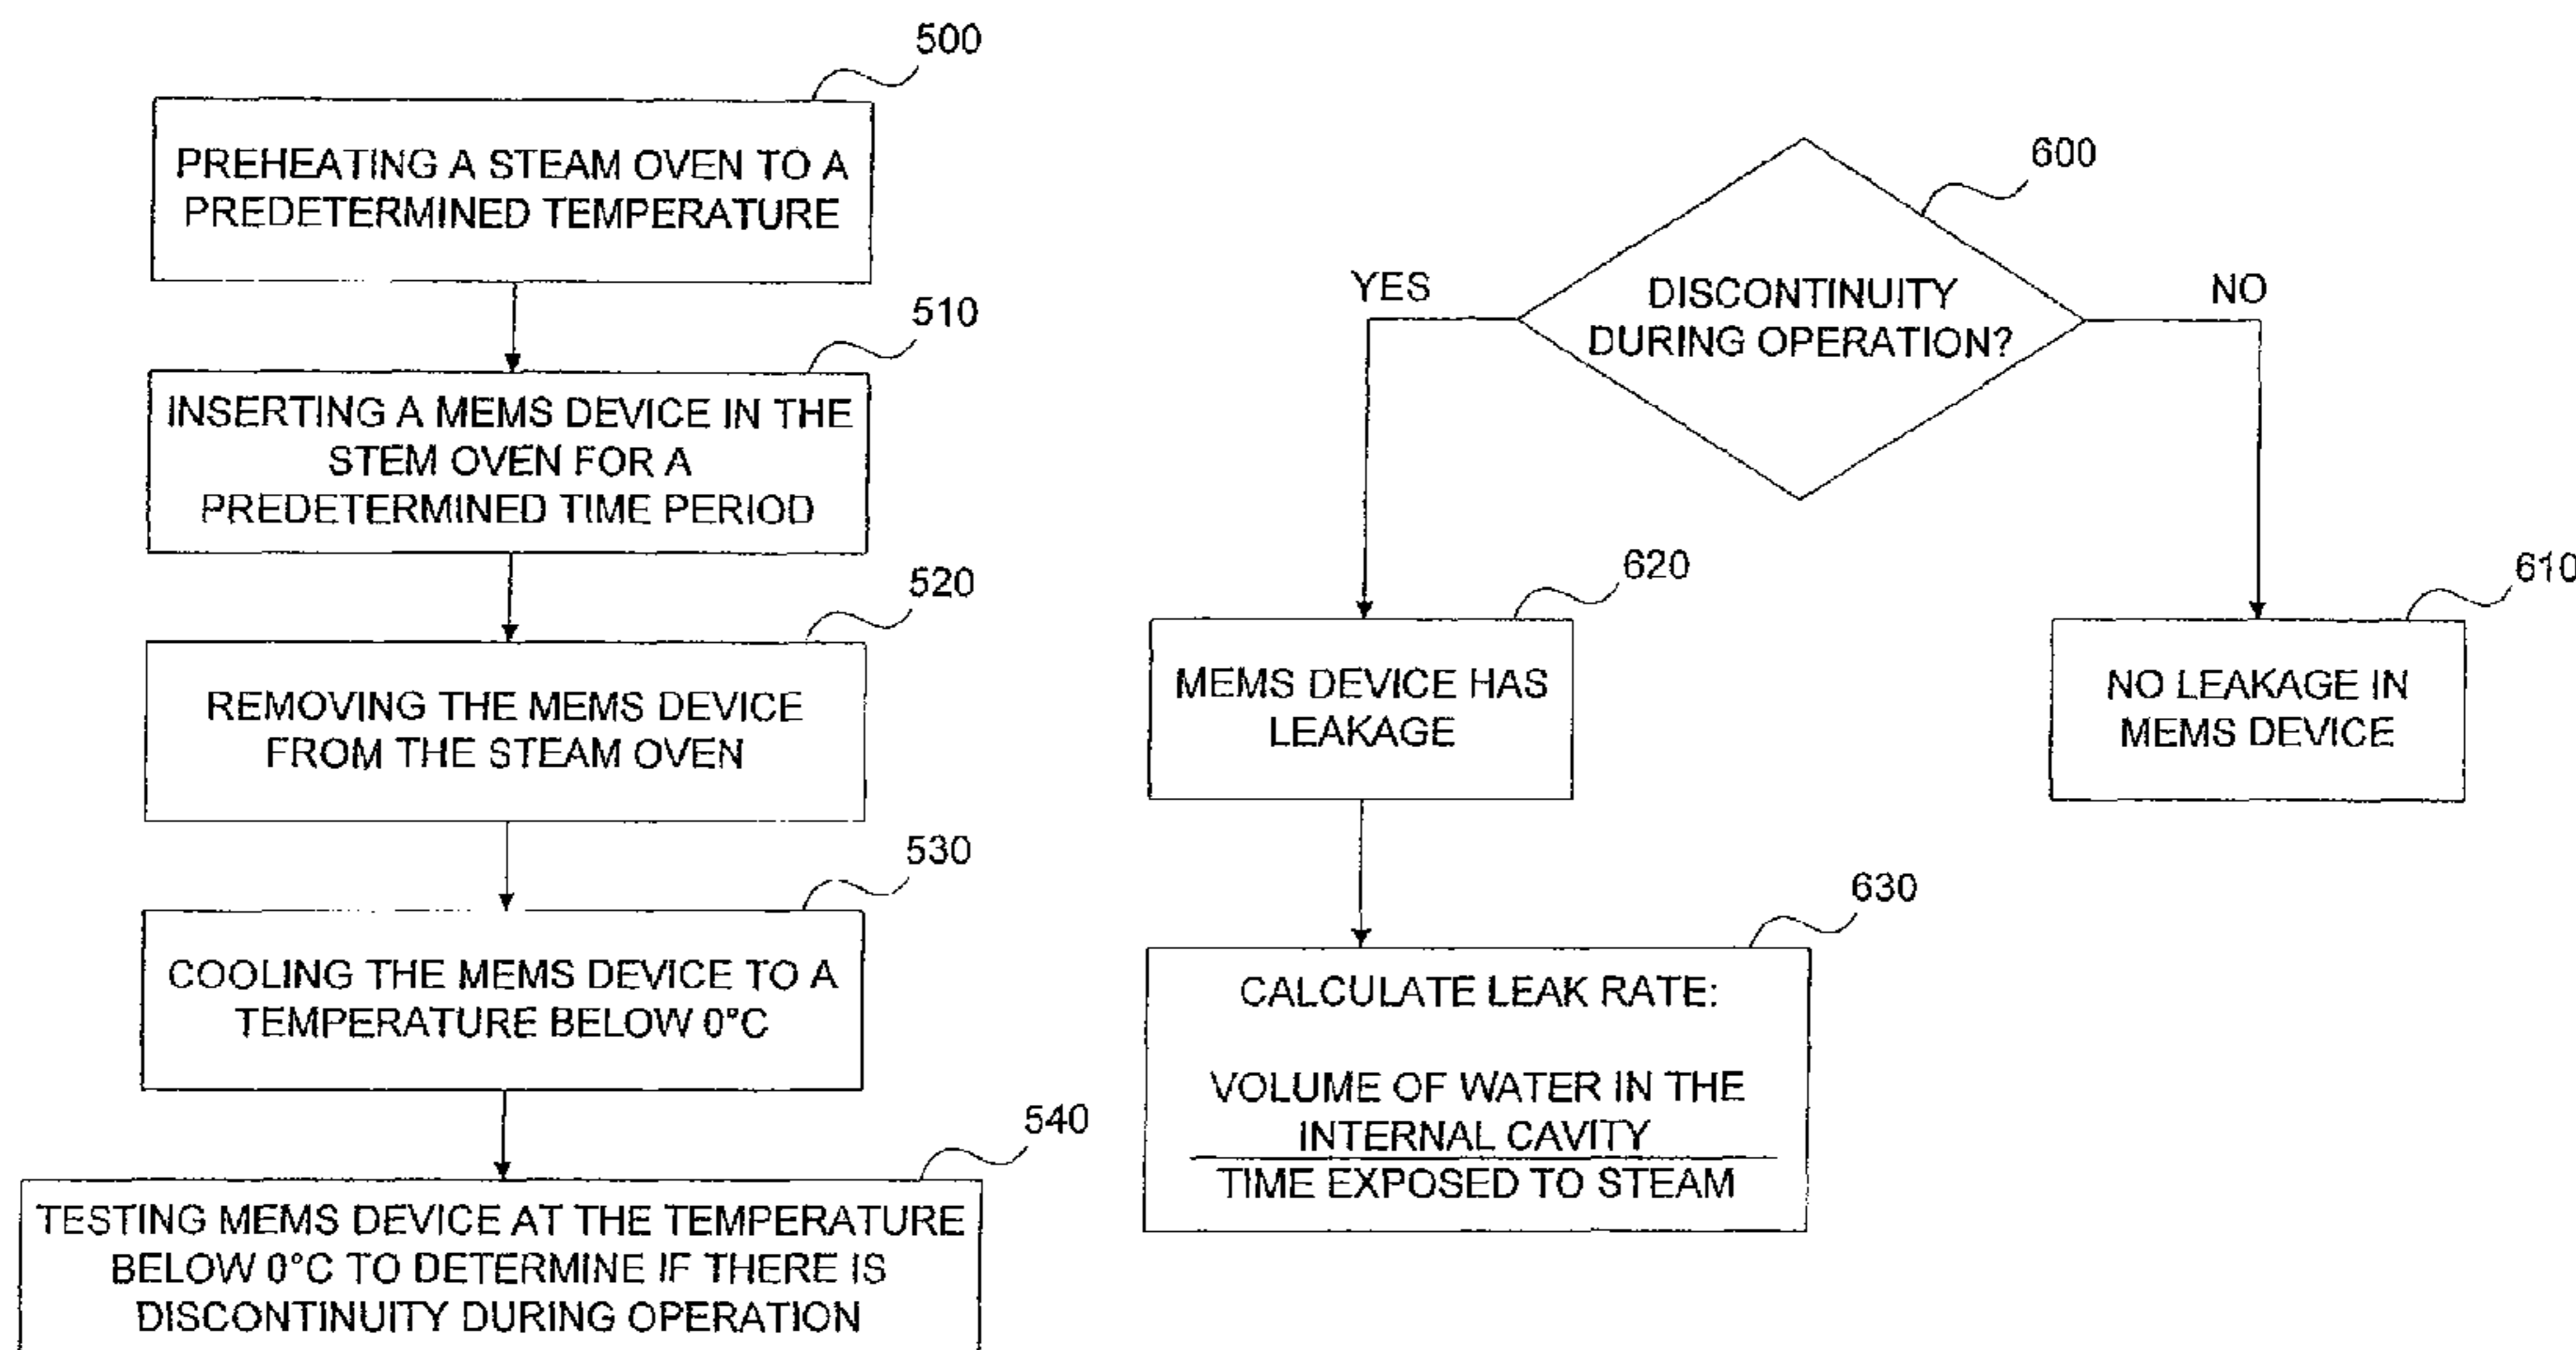 500
PREHEATING A STEAM OVEN TO A
PREDETERMINED TEMPERATURE
510
INSERTING A MEMS DEVICE IN THE
STEM OVEN FOR A
PREDETERMINED TIME PERIOD
520
REMOVING THE MEMS DEVICE
FROM THE STEAM OVEN
530
COOLING THE MEMS DEVICE TO A
TEMPERATURE BELOW 0°C
540
TESTING MEMS DEVICE AT THE TEMPERATURE
BELOW 0°C TO DETERMINE IF THERE IS
DISCONTINUITY DURING OPERATION
600
DISCONTINUITY
DURING OPERATION?
YES
NO
620
MEMS DEVICE HAS
LEAKAGE
610
NO LEAKAGE IN
MEMS DEVICE
630
CALCULATE LEAK RATE:
VOLUME OF WATER IN THE
INTERNAL CAVITY
TIME EXPOSED TO STEAM